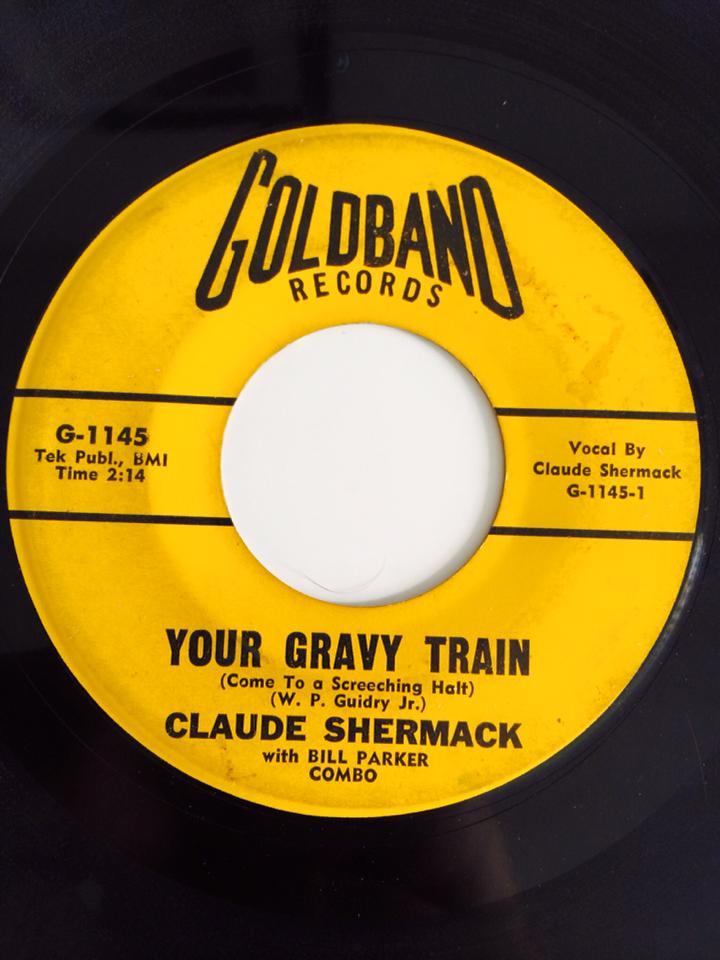 GOLDBAND
RECORDS
G-1145
Tek Publ., BMI
Time 2:14
Vocal By
Claude Shermack
G-1145-1
YOUR GRAVY TRAIN
(Come To a Screeching Halt)
(W. P. Guidry Jr.)
CLAUDE SHERMACK
with BILL PARKER
COMBO